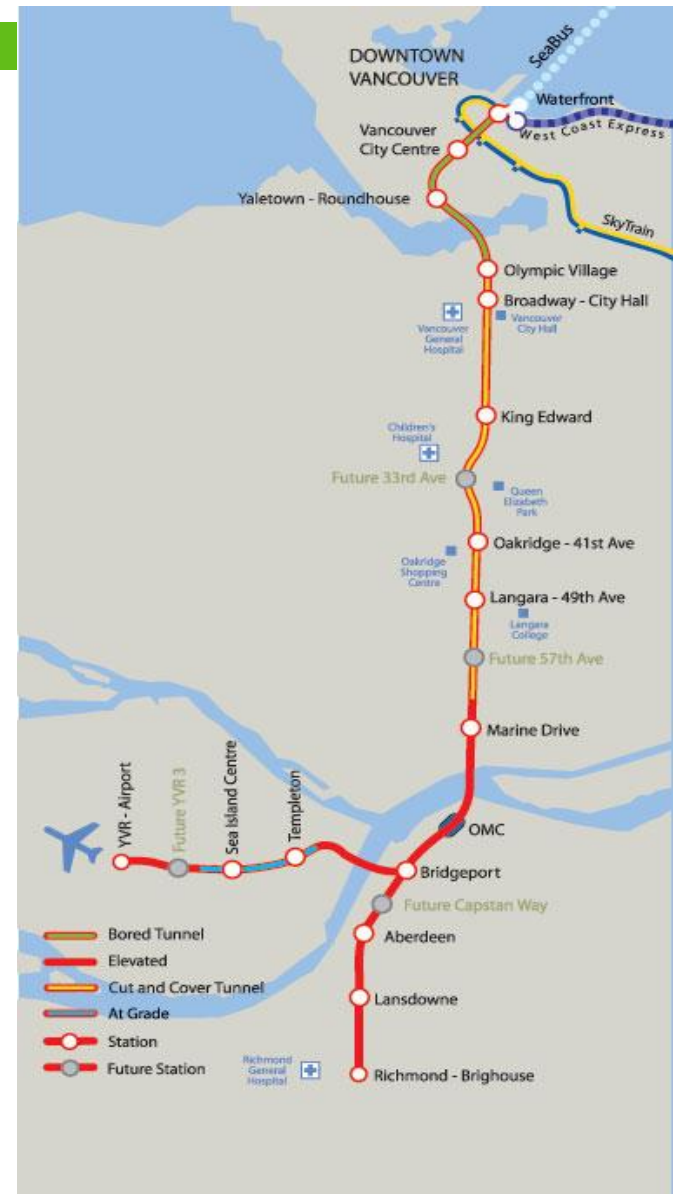 DOWNTOWN
VANCOUVER
SeaBus
Waterfront
West Coast Express
Vancouver
City Centre
Yaletown - Roundhouse
SkyTrain
Olympic Village
Broadway - City Hall
Vancouver
General
Hospital
Vancouver
City Hall
King Edward
Children's
Hospital
Future 33rd Ave
Queen
Elizabeth
Park
Oakridge - 41st Ave
Oakridge
Shopping
Centre
Langara - 49th Ave
Langara
College
Future 57th Ave
Marine Drive
YVR - Airport
Future YVR 3
Sea Island Centre
Templeton
OMC
Bridgeport
Future Capstan Way
Aberdeen
Lansdowne
Richmond - Brighouse
Richmond
General
Hospital
Bored Tunnel
Elevated
Cut and Cover Tunnel
At Grade
Station
Future Station